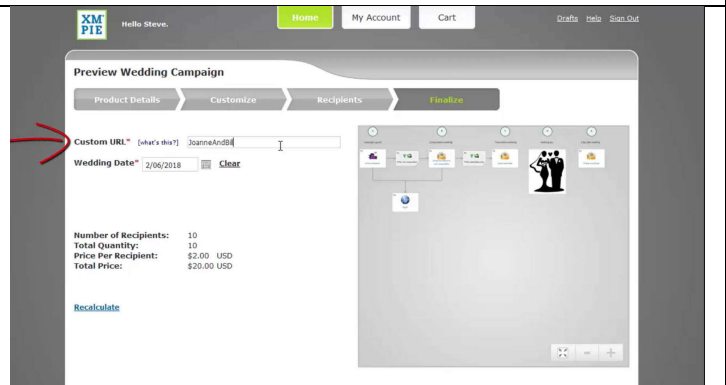 XM
PIE
Hello Steve.
Home
My Account
Cart
Drafts Help Sign Out
Preview Wedding Campaign
Product Details
Customize
Recipients
Finalize
Custom URL* [what's this?] JoanneAndBil
Wedding Date* 2/06/2018 Clear
Number of Recipients: 10
Total Quantity: 10
Price Per Recipient: $2.00 USD
Total Price: $20.00 USD
Recalculate